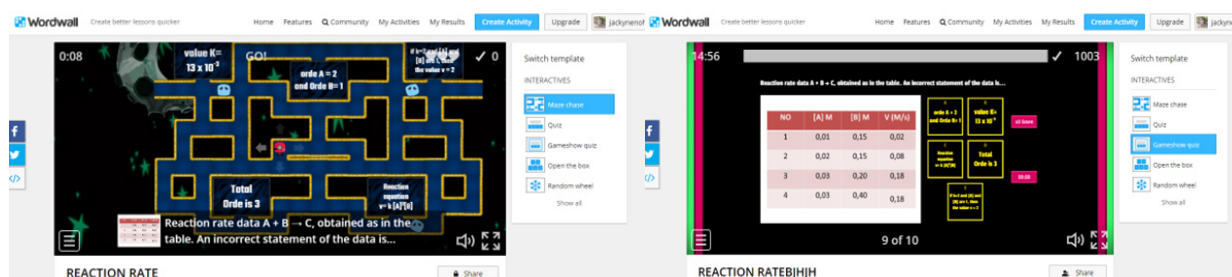 Wordwall Create better lessons quicker
Home Features Community My Activities My Results Create Activity Upgrade
0:08
GO!
0
value K=
13 x 10⁻³
orde A = 2
and Orde B= 1
the value v = 2
Total
Orde is 3
Reaction
equation
v= k [A]²[B]
Reaction rate data A + B → C, obtained as in the
table. An incorrect statement of the data is...
Switch template
INTERACTIVES
Maze chase
Quiz
Gameshow quiz
Open the box
Random wheel
Show all
REACTION RATE
Share
Wordwall Create better lessons quicker
Home Features Community My Activities My Results Create Activity Upgrade
14:56
1003
Reaction rate data A + B → C, obtained as in the table. An incorrect statement of the data is...
NO [A] M [B] M V (M/s)
1 0,01 0,15 0,02
2 0,02 0,15 0,08
3 0,03 0,20 0,18
4 0,03 0,40 0,18
and Orde B= 1
value K=
Total
Orde is 3
Reaction
equation
9 of 10
Switch template
INTERACTIVES
Maze chase
Quiz
Gameshow quiz
Open the box
Random wheel
Show all
REACTION RATEBJHJH
Share